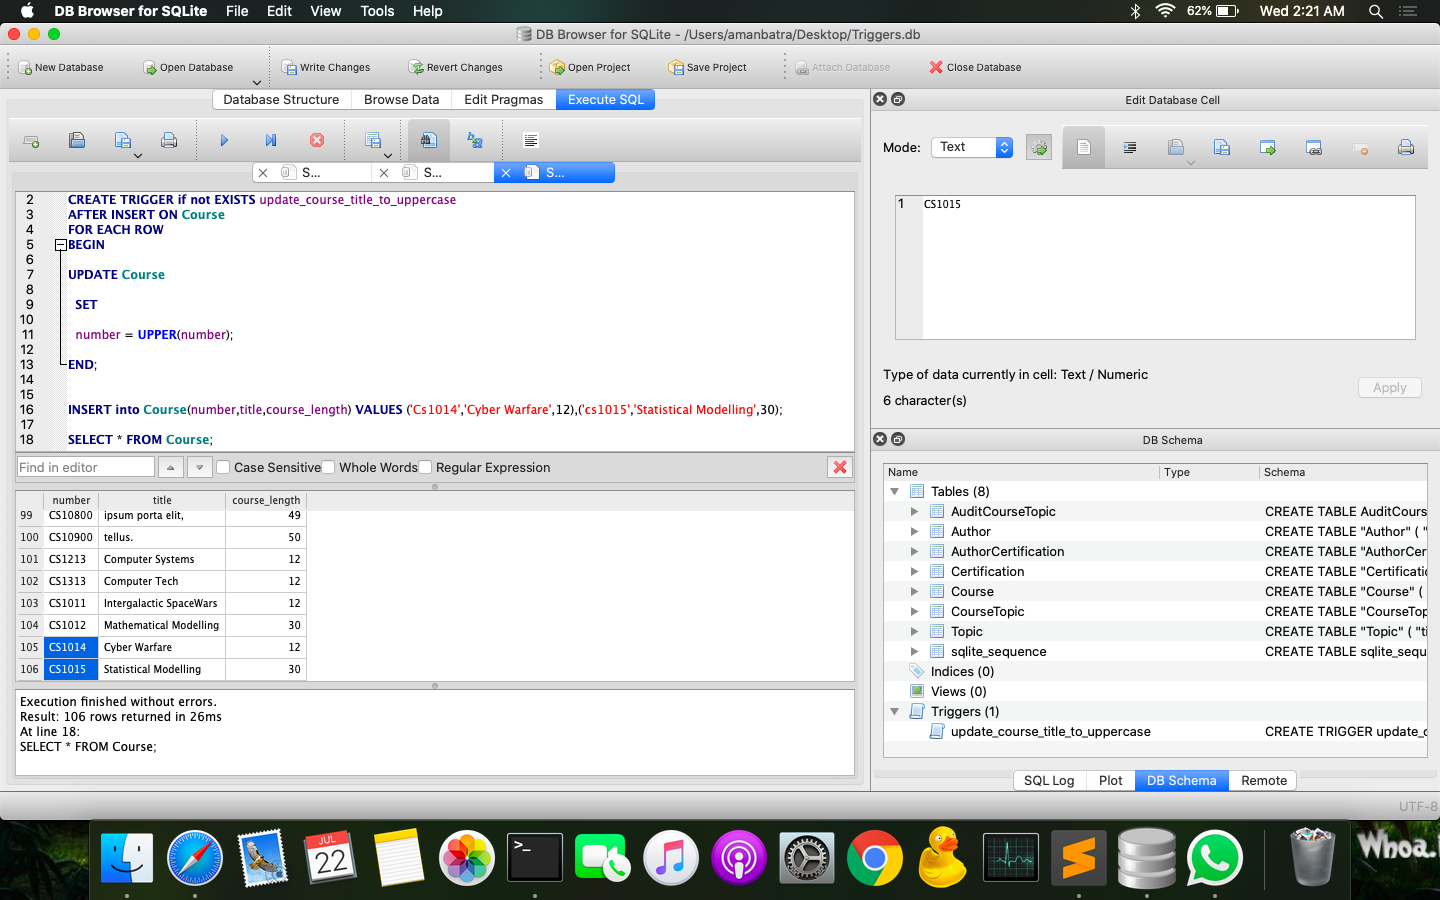 DB Browser for SQLite File Edit View Tools Help 62% Wed 2:21 AM
DB Browser for SQLite - /Users/amanbatra/Desktop/Triggers.db
New Database Open Database Write Changes Revert Changes Open Project Save Project Attach Database Close Database
Database Structure Browse Data Edit Pragmas Execute SQL
S... S... S...
2 CREATE TRIGGER if not EXISTS update_course_title_to_uppercase
3 AFTER INSERT ON Course
4 FOR EACH ROW
5 BEGIN
6
7 UPDATE Course
8
9 SET
10
11 number = UPPER(number);
12
13 END;
14
15
16 INSERT into Course(number,title,course_length) VALUES ('Cs1014','Cyber Warfare',12),('cs1015','Statistical Modelling',30);
17
18 SELECT * FROM Course;
Find in editor Case Sensitive Whole Words Regular Expression
number title course_length
99 CS10800 ipsum porta elit, 49
100 CS10900 tellus. 50
101 CS1213 Computer Systems 12
102 CS1313 Computer Tech 12
103 CS1011 Intergalactic SpaceWars 12
104 CS1012 Mathematical Modelling 30
105 CS1014 Cyber Warfare 12
106 CS1015 Statistical Modelling 30
Execution finished without errors.
Result: 106 rows returned in 26ms
At line 18:
SELECT * FROM Course;
Edit Database Cell
Mode: Text
1 CS1015
Type of data currently in cell: Text / Numeric
6 character(s)
Apply
DB Schema
Name Type Schema
Tables (8)
AuditCourseTopic CREATE TABLE AuditCours
Author CREATE TABLE "Author" ( "
AuthorCertification CREATE TABLE "AuthorCer
Certification CREATE TABLE "Certificatio
Course CREATE TABLE "Course" (
CourseTopic CREATE TABLE "CourseTop
Topic CREATE TABLE "Topic" ( "ti
sqlite_sequence CREATE TABLE sqlite_sequ
Indices (0)
Views (0)
Triggers (1)
update_course_title_to_uppercase CREATE TRIGGER update_c
SQL Log Plot DB Schema Remote
UTF-8
JUL
22
>_
Whoa.